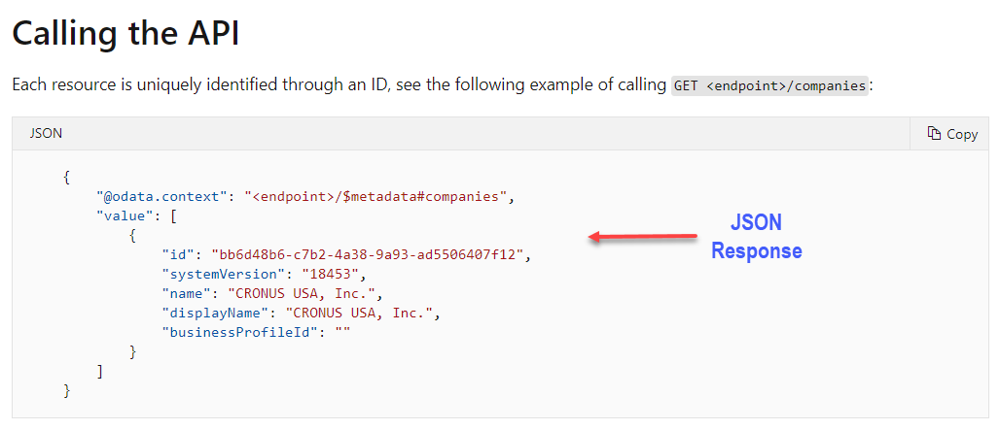 Calling the API
Each resource is uniquely identified through an ID, see the following example of calling GET <endpoint>/companies:
JSON
Copy
{
"@odata.context": "<endpoint>/$metadata#companies",
"value": [
{
"id": "bb6d48b6-c7b2-4a38-9a93-ad5506407f12",
"systemVersion": "18453",
"name": "CRONUS USA, Inc.",
"displayName": "CRONUS USA, Inc.",
"businessProfileId": ""
}
]
}
JSON
Response